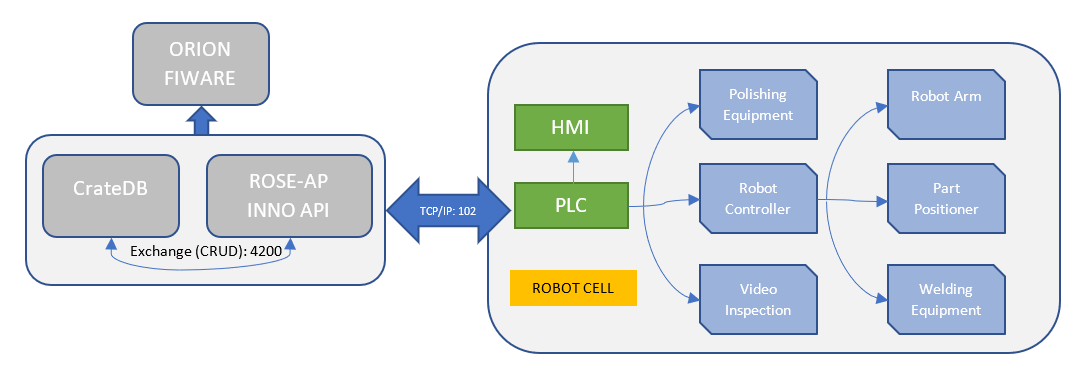 ORION
FIWARE
CrateDB
ROSE-AP
INNO API
Exchange (CRUD): 4200
TCP/IP: 102
HMI
PLC
ROBOT CELL
Polishing
Equipment
Robot
Controller
Video
Inspection
Robot Arm
Part
Positioner
Welding
Equipment